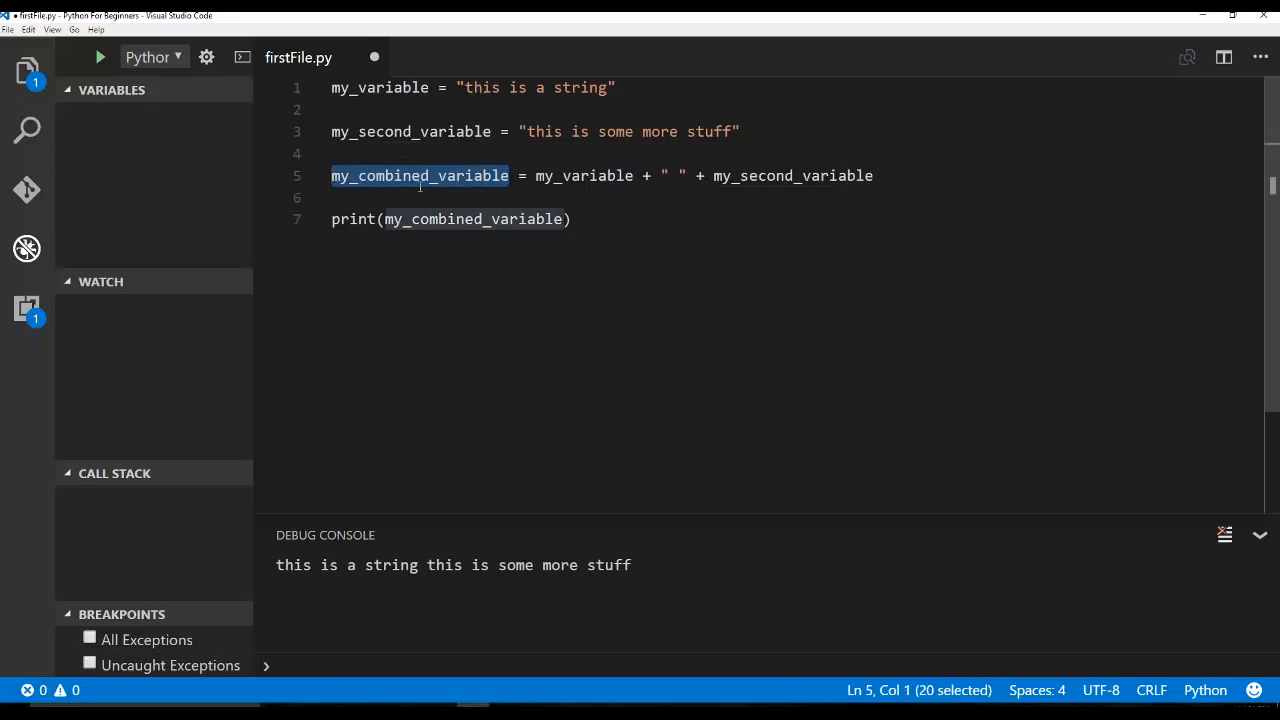 firstFile.py - Python For Beginners - Visual Studio Code
File Edit View Go Help
Python
firstFile.py
VARIABLES
1 my_variable = "this is a string"
2
3 my_second_variable = "this is some more stuff"
4
5 my_combined_variable = my_variable + " " + my_second_variable
6
7 print(my_combined_variable)
1
1
WATCH
CALL STACK
DEBUG CONSOLE
this is a string this is some more stuff
BREAKPOINTS
All Exceptions
Uncaught Exceptions
0 0 Ln 5, Col 1 (20 selected) Spaces: 4 UTF-8 CRLF Python